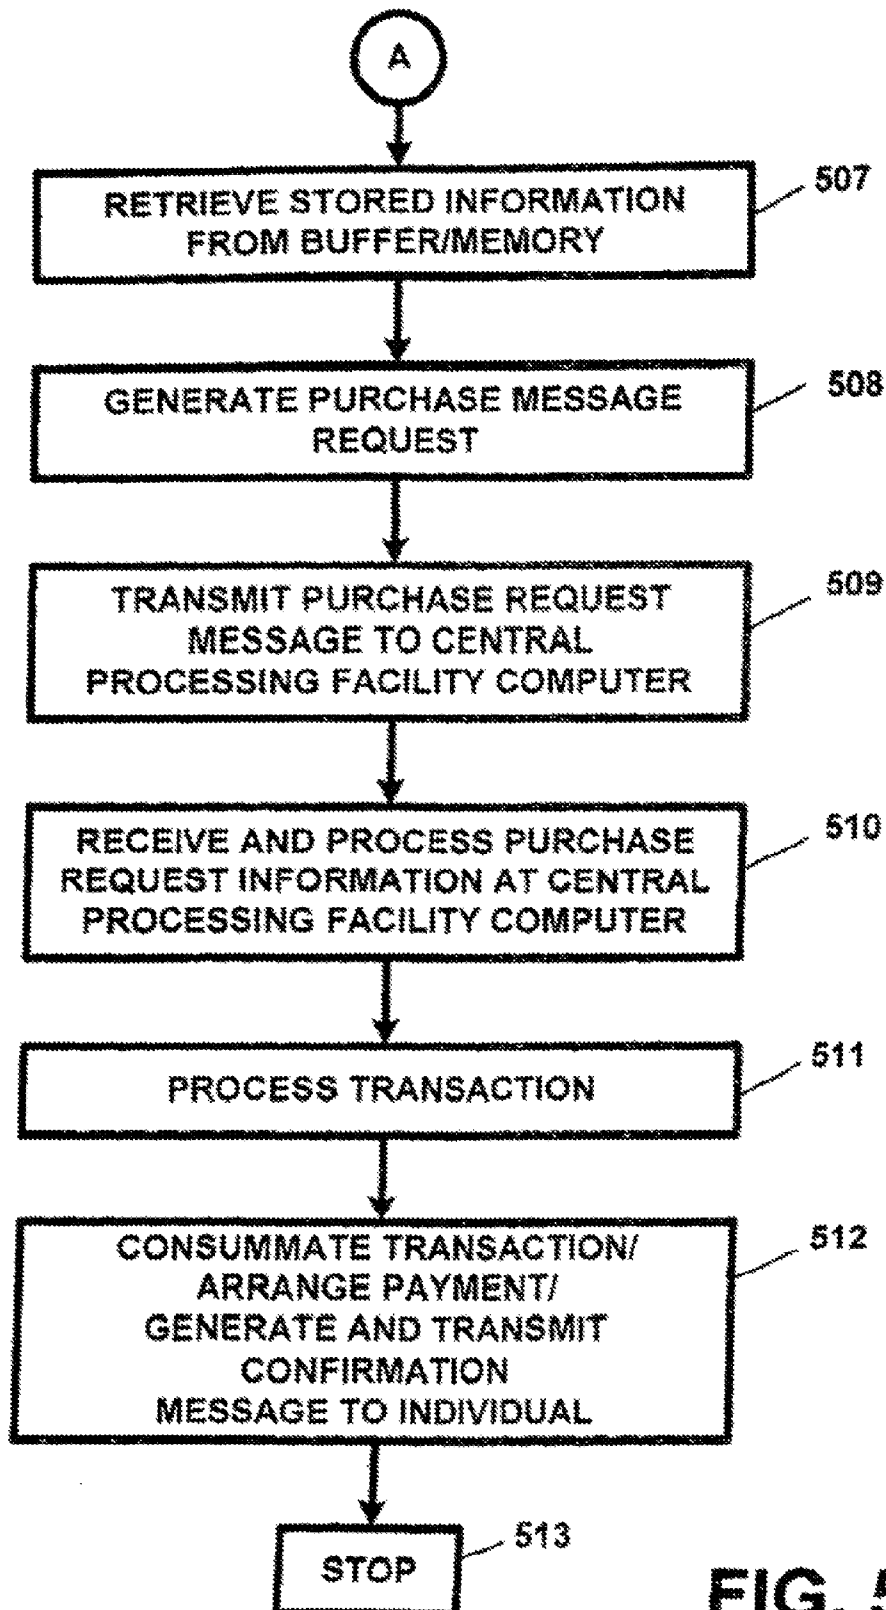 A
RETRIEVE STORED INFORMATION
FROM BUFFER/MEMORY
507
GENERATE PURCHASE MESSAGE
REQUEST
508
TRANSMIT PURCHASE REQUEST
MESSAGE TO CENTRAL
PROCESSING FACILITY COMPUTER
509
RECEIVE AND PROCESS PURCHASE
REQUEST INFORMATION AT CENTRAL
PROCESSING FACILITY COMPUTER
510
PROCESS TRANSACTION
511
CONSUMMATE TRANSACTION/
ARRANGE PAYMENT/
GENERATE AND TRANSMIT
CONFIRMATION
MESSAGE TO INDIVIDUAL
512
STOP
513
FIG.